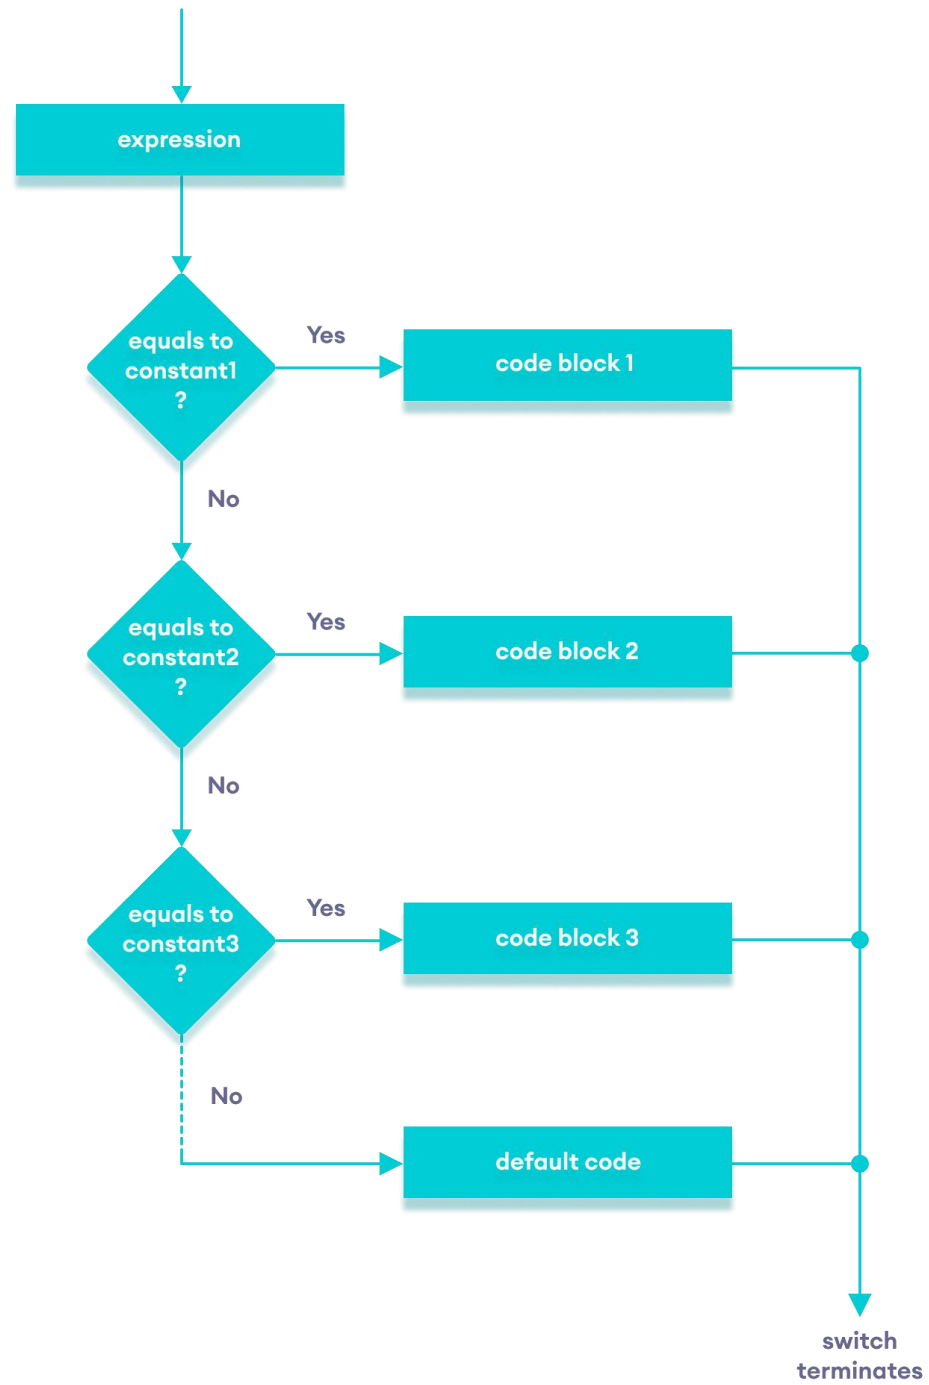 expression
equals to
constant1
?
Yes
code block 1
No
equals to
constant2
?
Yes
code block 2
No
equals to
constant3
?
Yes
code block 3
No
default code
switch
terminates